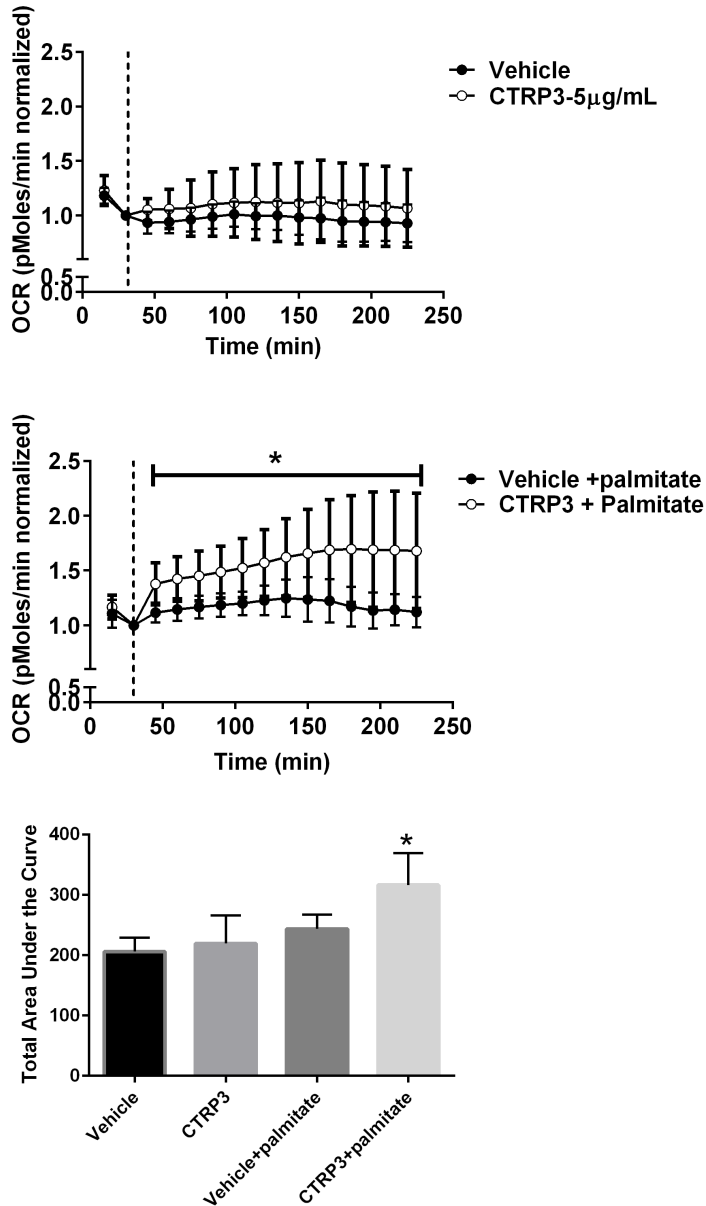 OCR (pMoles/min normalized)
2.5
2.0
1.5
1.0
0.5
0.0
0 50 100 150 200 250
Time (min)
Vehicle
CTRP3-5μg/mL
OCR (pMoles/min normalized)
2.5
2.0
1.5
1.0
0.5
0.0
0 50 100 150 200 250
Time (min)
*
Vehicle +palmitate
CTRP3 + Palmitate
Total Area Under the Curve
400
300
200
100
0
*
Vehicle
CTRP3
Vehicle+palmitate
CTRP3+palmitate